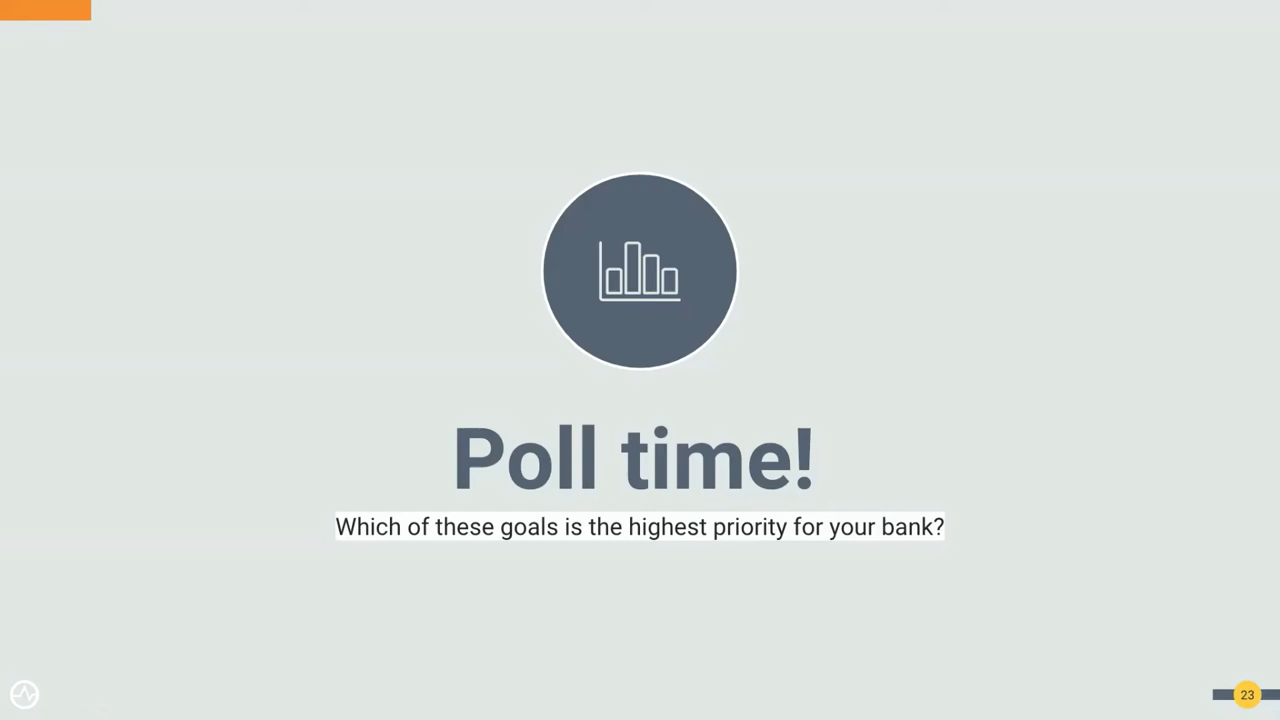 Poll time!
Which of these goals is the highest priority for your bank?
23